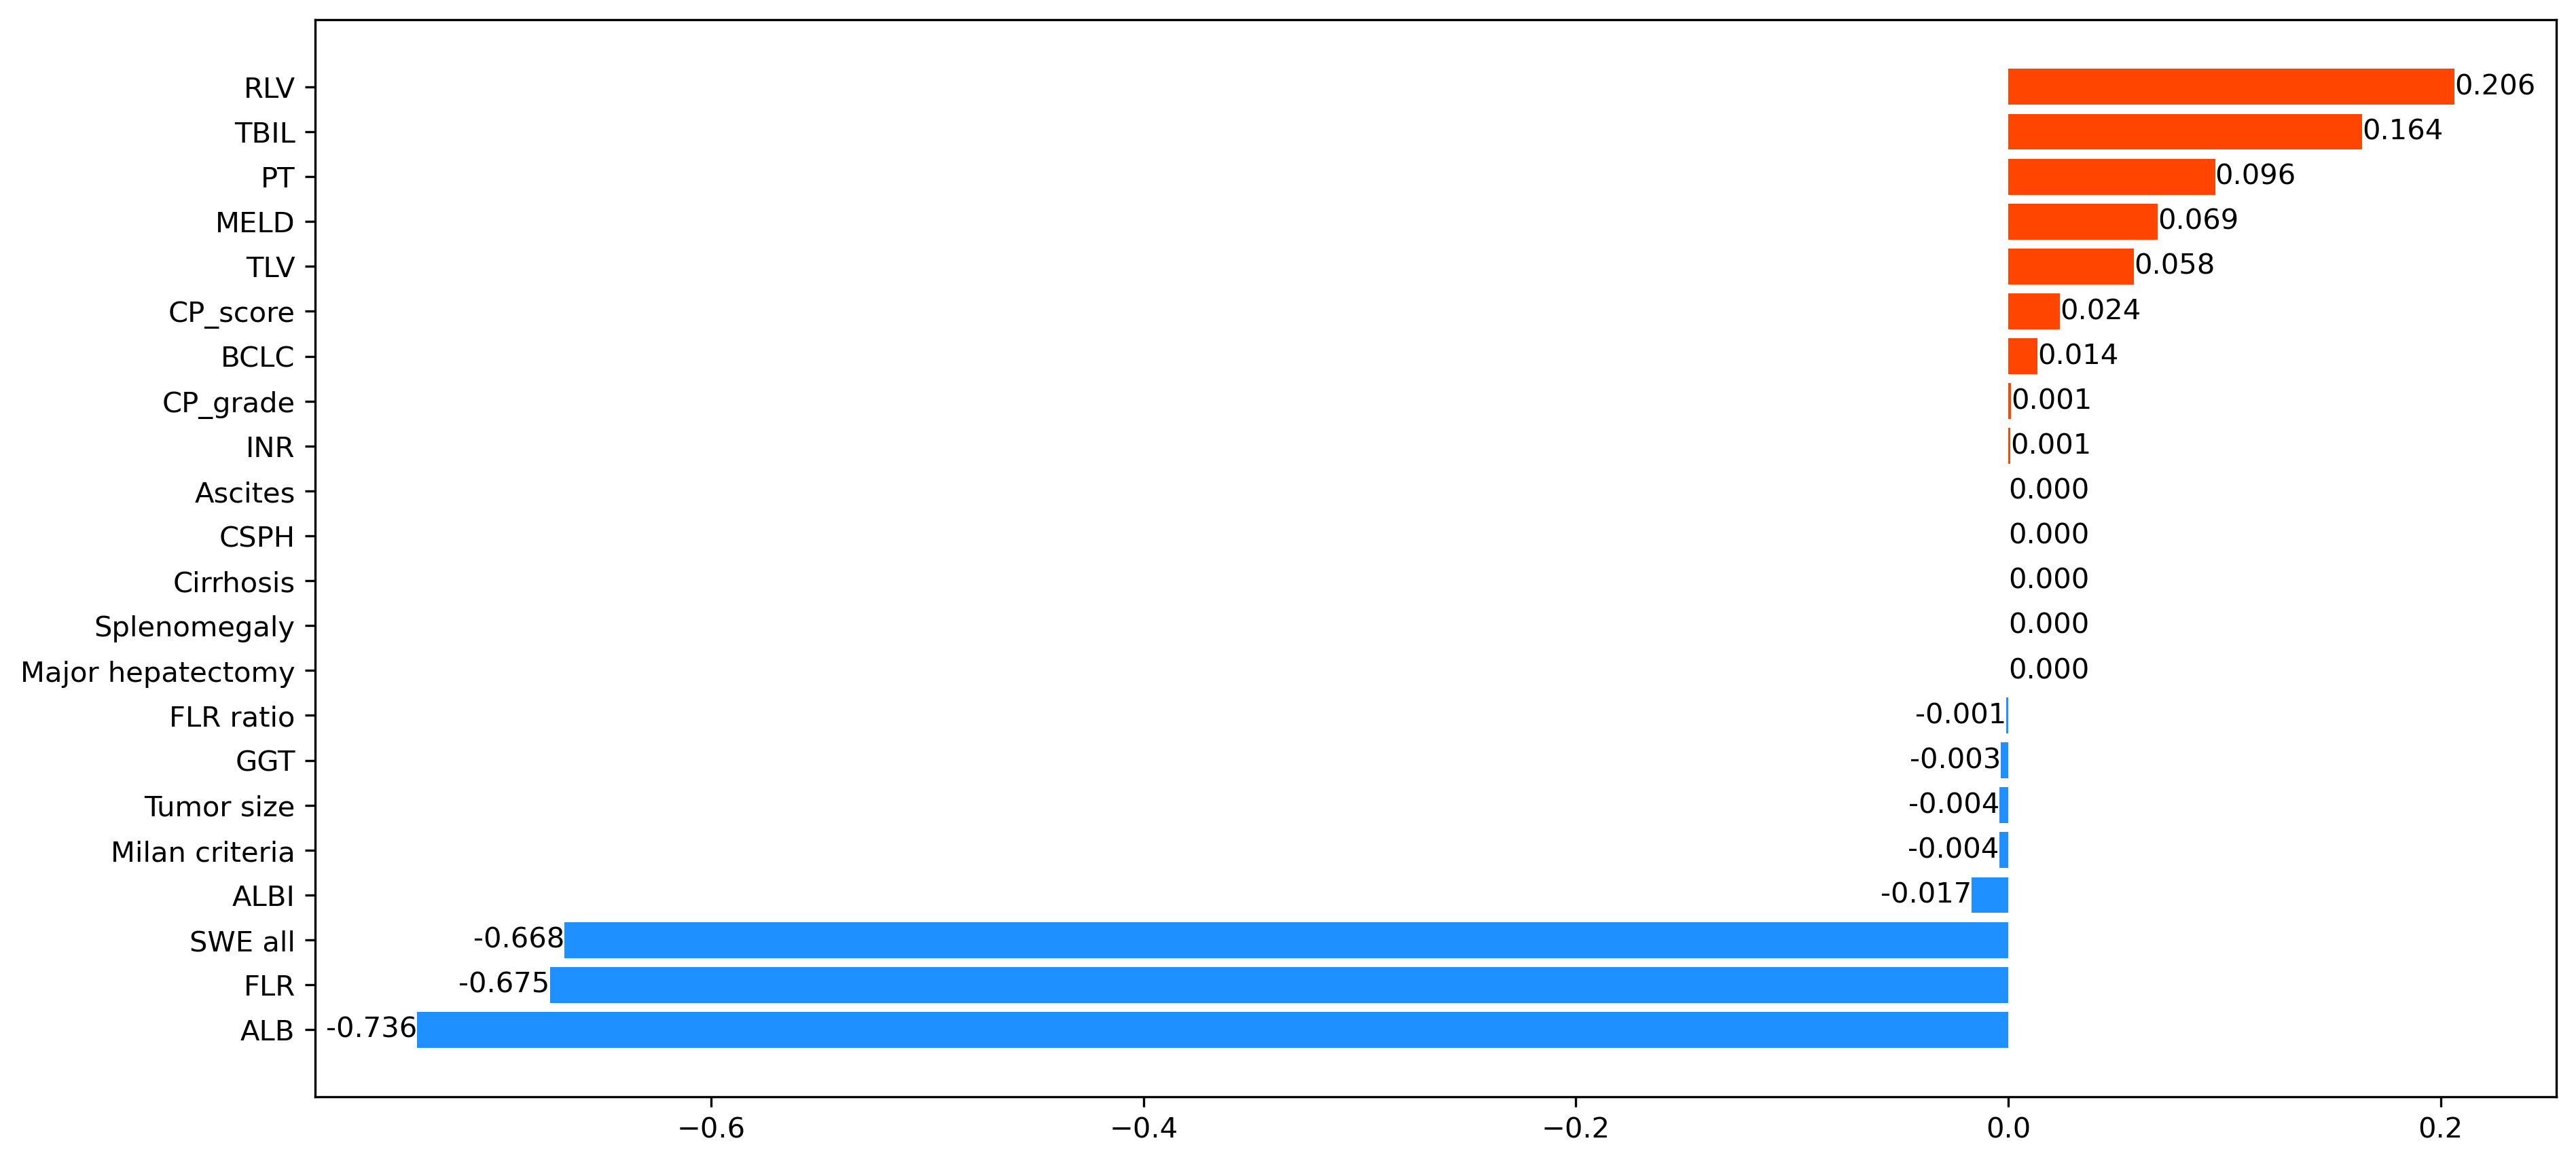 RLV 0.206
TBIL 0.164
PT 0.096
MELD 0.069
TLV 0.058
CP_score 0.024
BCLC 0.014
CP_grade 0.001
INR 0.001
Ascites 0.000
CSPH 0.000
Cirrhosis 0.000
Splenomegaly 0.000
Major hepatectomy 0.000
FLR ratio -0.001
GGT -0.003
Tumor size -0.004
Milan criteria -0.004
ALBI -0.017
SWE all -0.668
FLR -0.675
ALB -0.736
−0.6 −0.4 −0.2 0.0 0.2